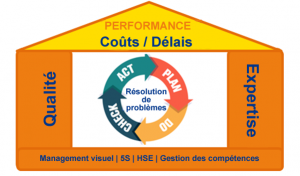 PERFORMANCE
Coûts / Délais
Qualité
ACT
PLAN
DO
CHECK
Résolution
de
problèmes
Expertise
Management visuel | 5S | HSE | Gestion des compétences